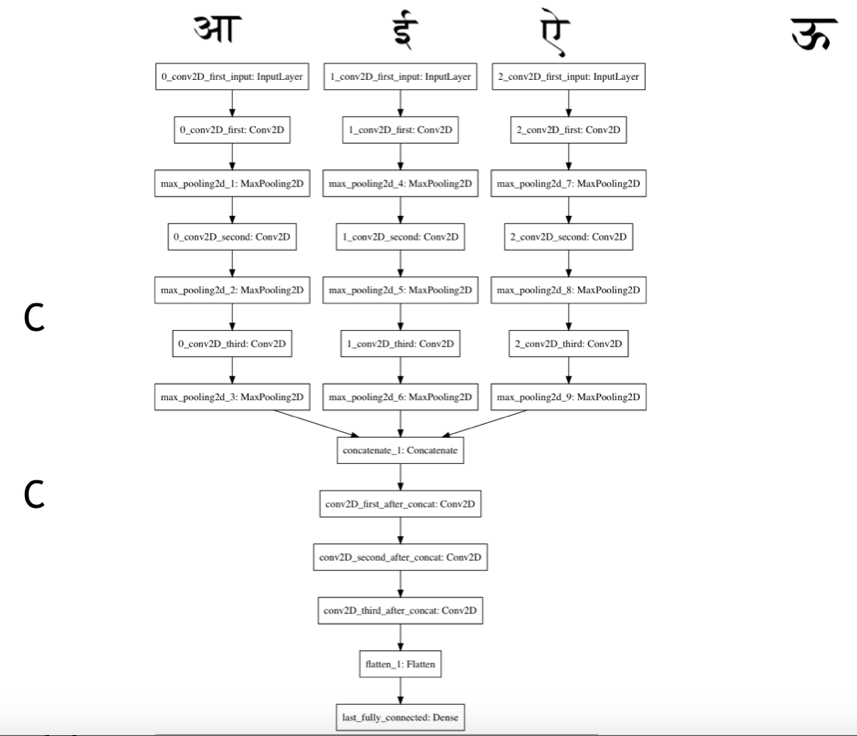 आ ई ऐ ऊ
0_conv2D_first_input: InputLayer 1_conv2D_first_input: InputLayer 2_conv2D_first_input: InputLayer
0_conv2D_first: Conv2D 1_conv2D_first: Conv2D 2_conv2D_first: Conv2D
max_pooling2d_1: MaxPooling2D max_pooling2d_4: MaxPooling2D max_pooling2d_7: MaxPooling2D
0_conv2D_second: Conv2D 1_conv2D_second: Conv2D 2_conv2D_second: Conv2D
max_pooling2d_2: MaxPooling2D max_pooling2d_5: MaxPooling2D max_pooling2d_8: MaxPooling2D
C
0_conv2D_third: Conv2D 1_conv2D_third: Conv2D 2_conv2D_third: Conv2D
max_pooling2d_3: MaxPooling2D max_pooling2d_6: MaxPooling2D max_pooling2d_9: MaxPooling2D
concatenate_1: Concatenate
C
conv2D_first_after_concat: Conv2D
conv2D_second_after_concat: Conv2D
conv2D_third_after_concat: Conv2D
flatten_1: Flatten
last_fully_connected: Dense